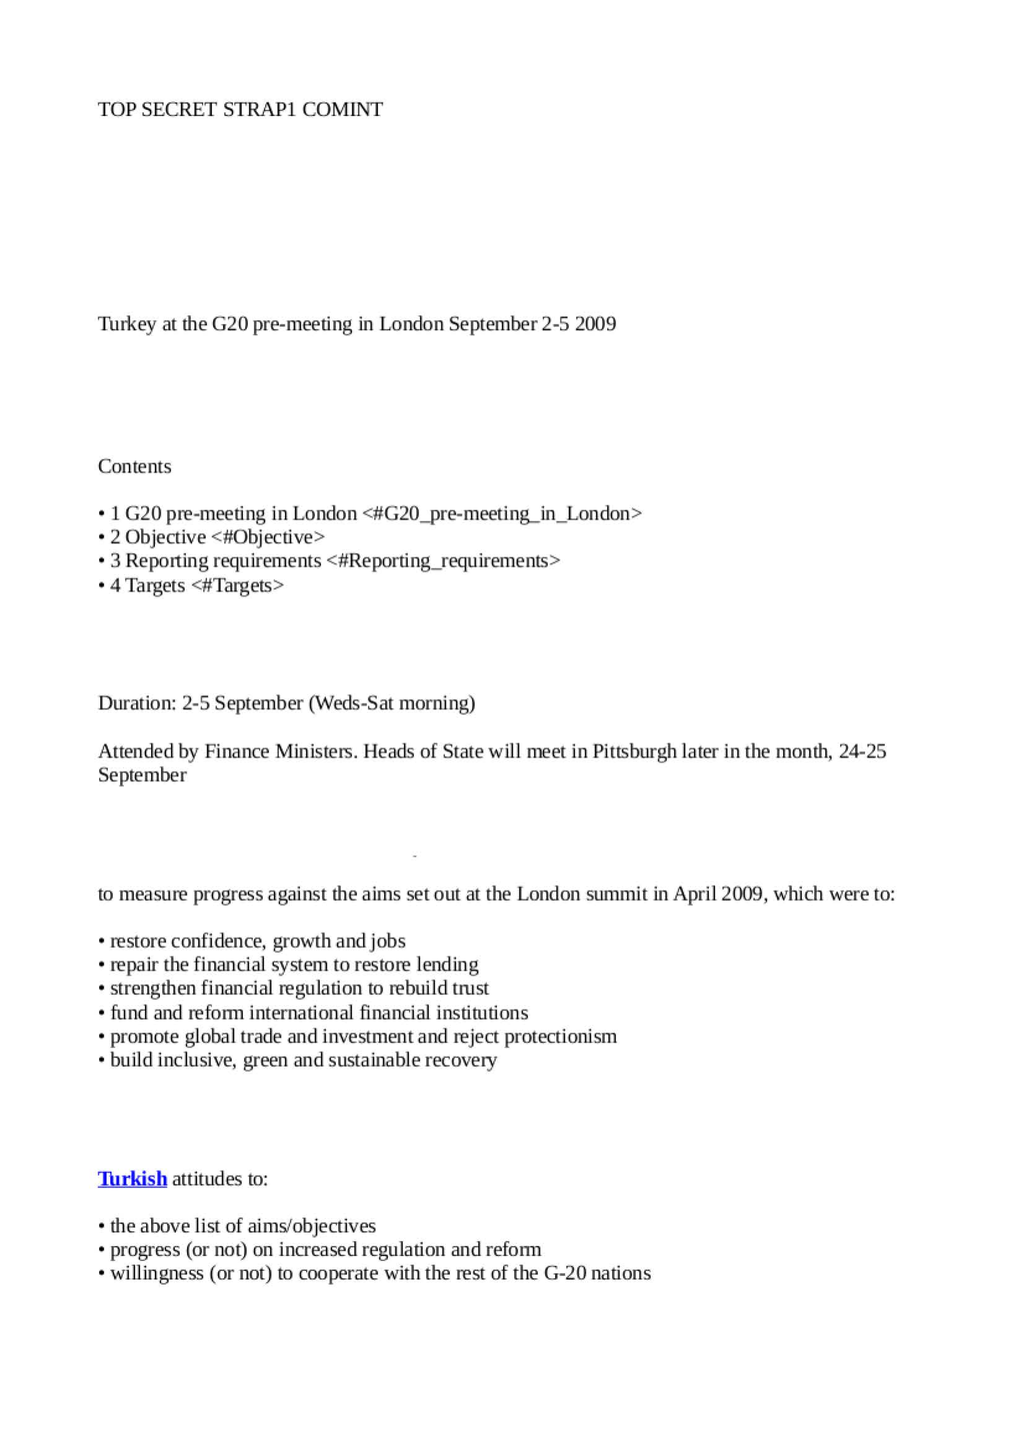 TOP SECRET STRAP1 COMINT
Turkey at the G20 pre-meeting in London September 2-5 2009
Contents
• 1 G20 pre-meeting in London <#G20_pre-meeting_in_London>
• 2 Objective <#Objective>
• 3 Reporting requirements <#Reporting_requirements>
• 4 Targets <#Targets>
Duration: 2-5 September (Weds-Sat morning)
Attended by Finance Ministers. Heads of State will meet in Pittsburgh later in the month, 24-25
September
to measure progress against the aims set out at the London summit in April 2009, which were to:
• restore confidence, growth and jobs
• repair the financial system to restore lending
• strengthen financial regulation to rebuild trust
• fund and reform international financial institutions
• promote global trade and investment and reject protectionism
• build inclusive, green and sustainable recovery
Turkish attitudes to:
• the above list of aims/objectives
• progress (or not) on increased regulation and reform
• willingness (or not) to cooperate with the rest of the G-20 nations